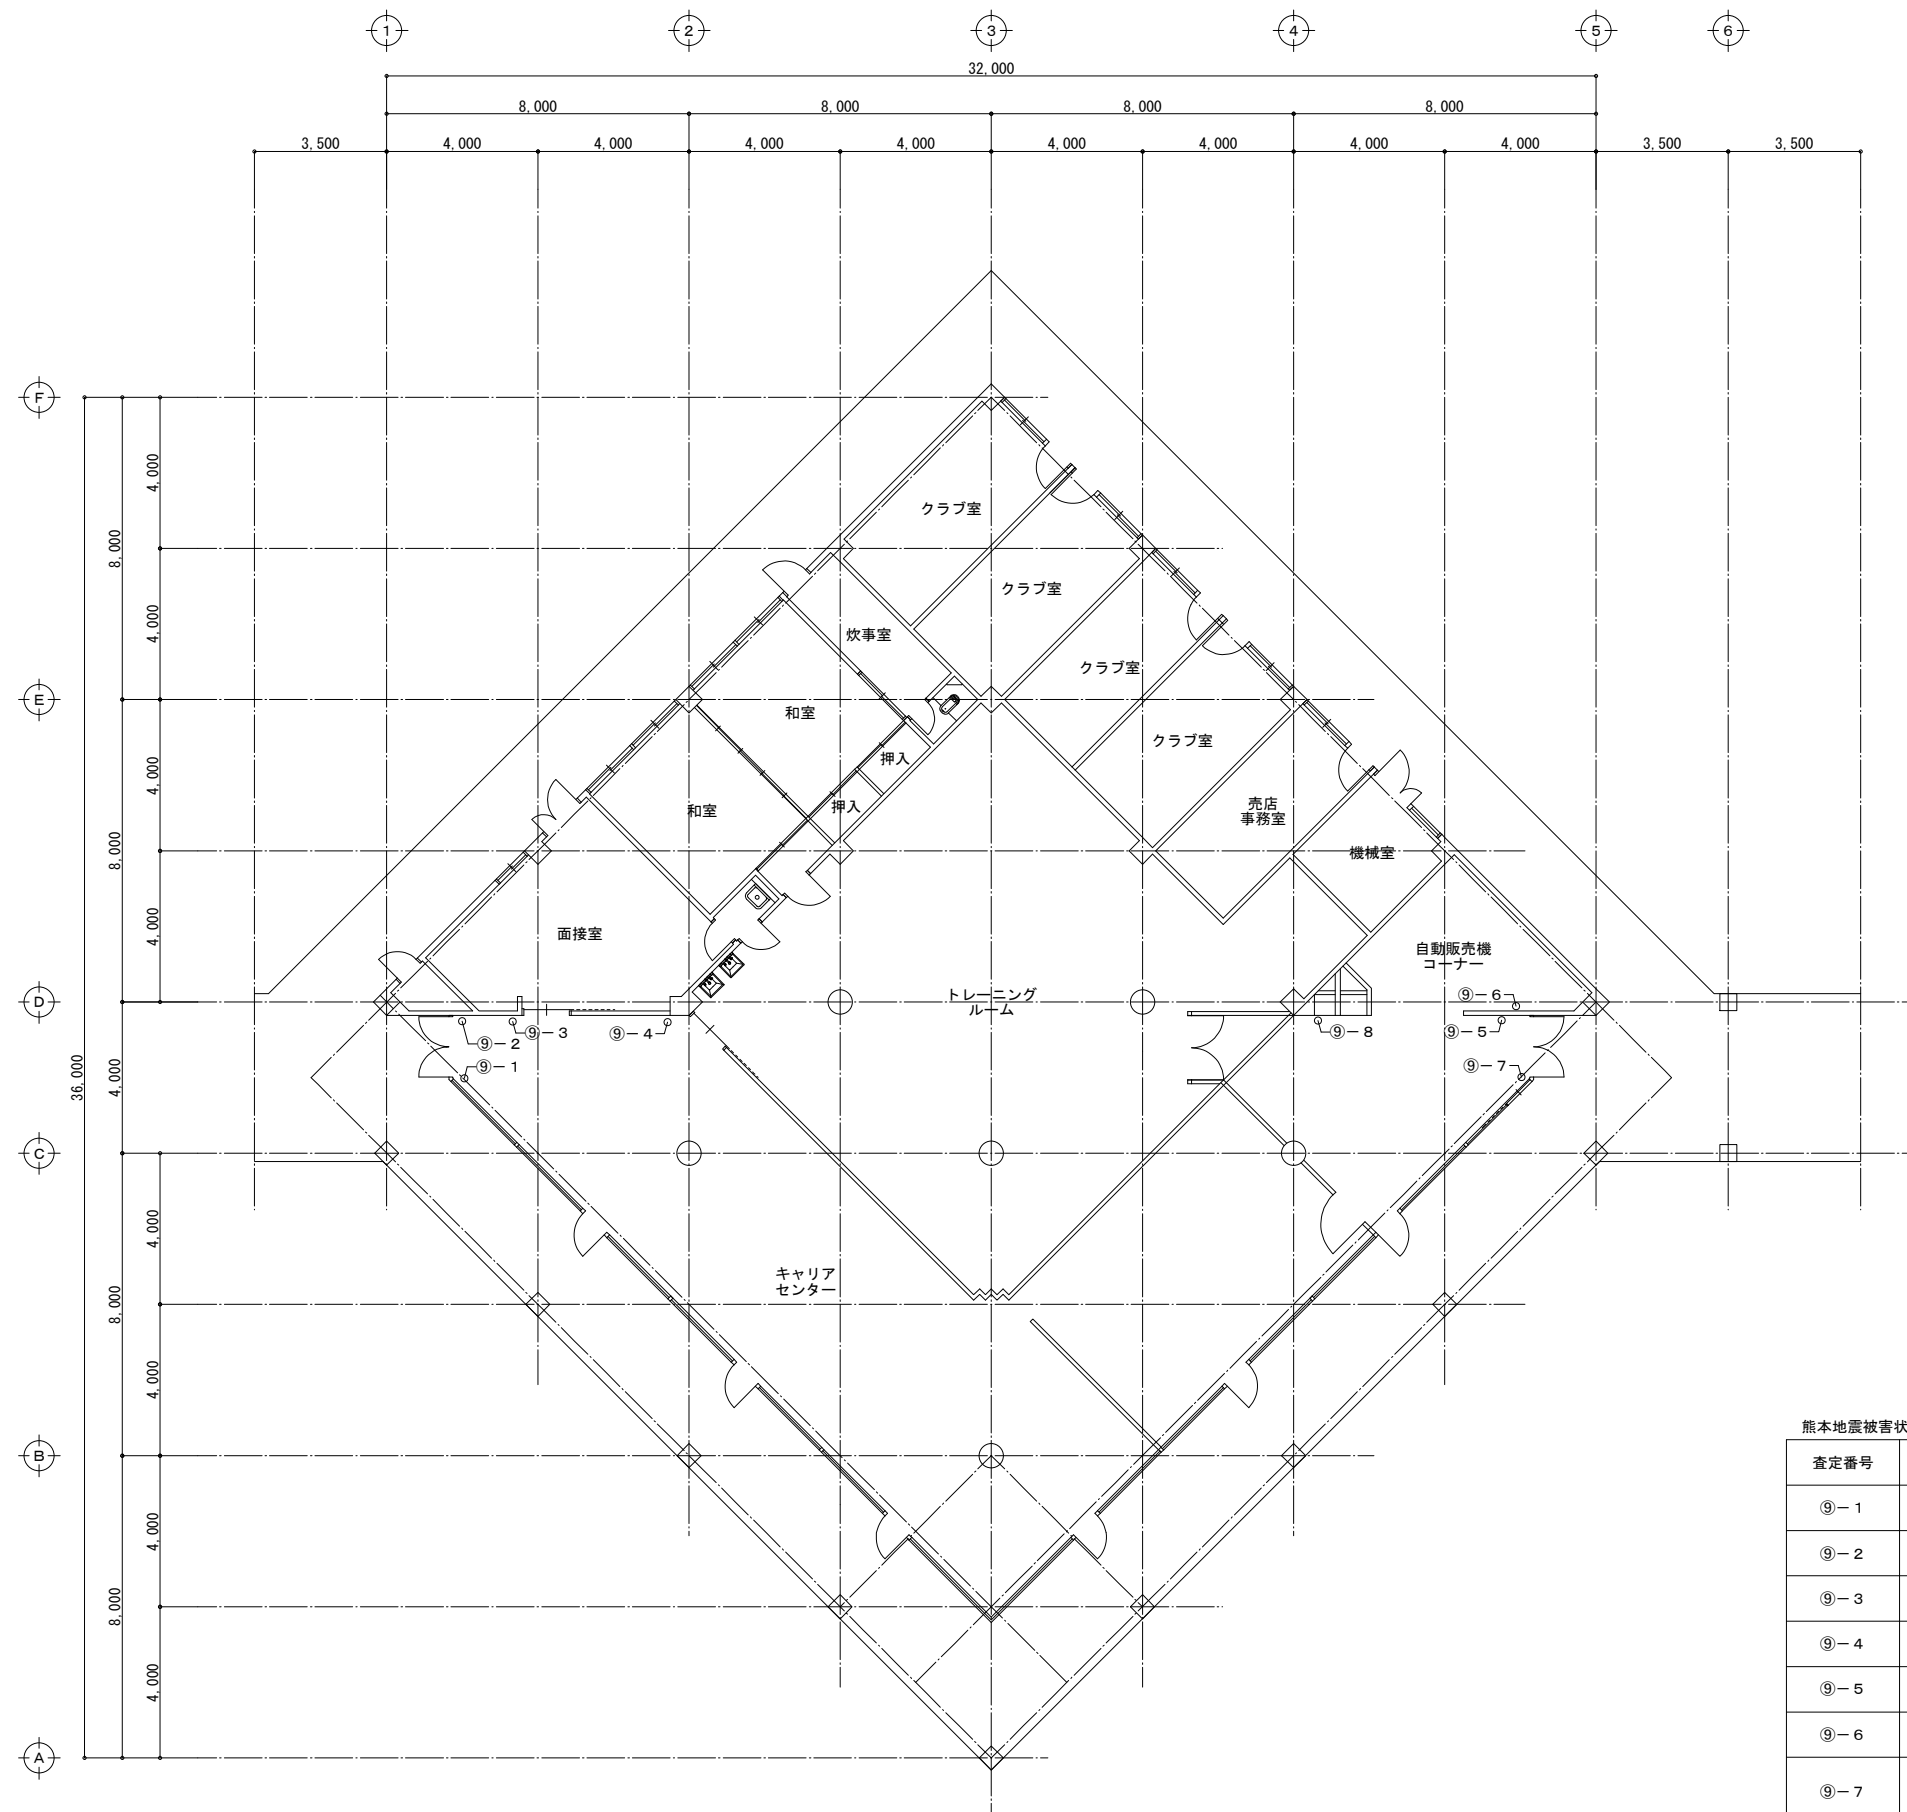 1 2 3 4 5 6
32,000
8,000 8,000 8,000 8,000
3,500 4,000 4,000 4,000 4,000 4,000 4,000 4,000 4,000 3,500 3,500
F
4,000
クラブ室
8,000
クラブ室
4,000
炊事室
クラブ室
E
和室
クラブ室
押入
4,000
和室
押入
売店
事務室
8,000
機械室
4,000
面接室
自動販売機
コーナー
D
トレーニング
ルーム
⑨－6
⑨－3
⑨－4
⑨－8
⑨－5
⑨－2
⑨－1
⑨－7
36,000
4,000
C
4,000
キャリア
センター
8,000
4,000
B
4,000
8,000
4,000
A
熊本地震被害状
査定番号
⑨－1
⑨－2
⑨－3
⑨－4
⑨－5
⑨－6
⑨－7